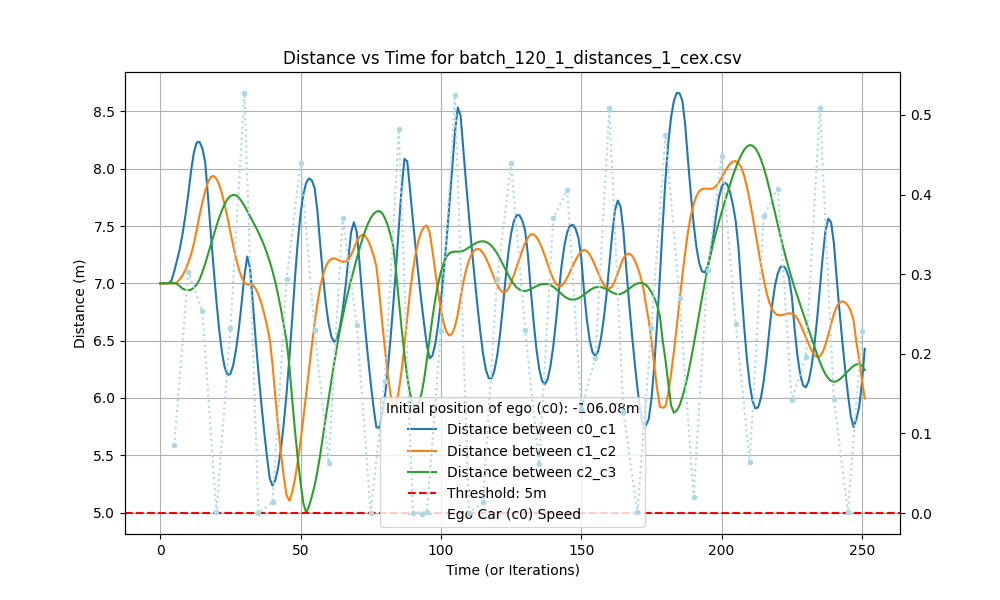 Distance vs Time for batch_120_1_distances_1_cex.csv
8.5
8.0
7.5
7.0
6.5
6.0
5.5
5.0
Distance (m)
0.5
0.4
0.3
0.2
0.1
0.0
Initial position of ego (c0): -106.08m
Distance between c0_c1
Distance between c1_c2
Distance between c2_c3
Threshold: 5m
Ego Car (c0) Speed
0 50 100 150 200 250
Time (or Iterations)